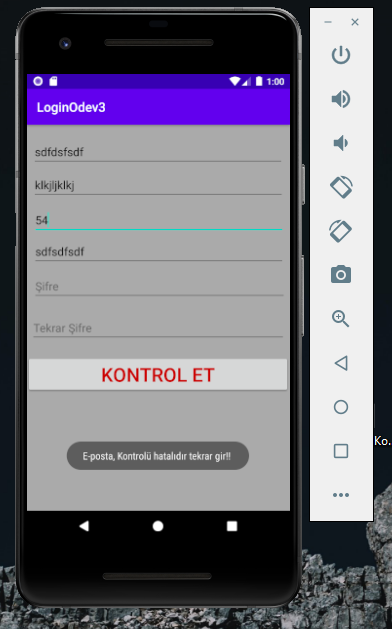 1:00
LoginOdev3
sdfdsfsdf
klkjljklkj
54
sdfsdfsdf
Şifre
Tekrar Şifre
KONTROL ET
Ko.
E-posta, Kontrolü hatalıdır tekrar gir!!